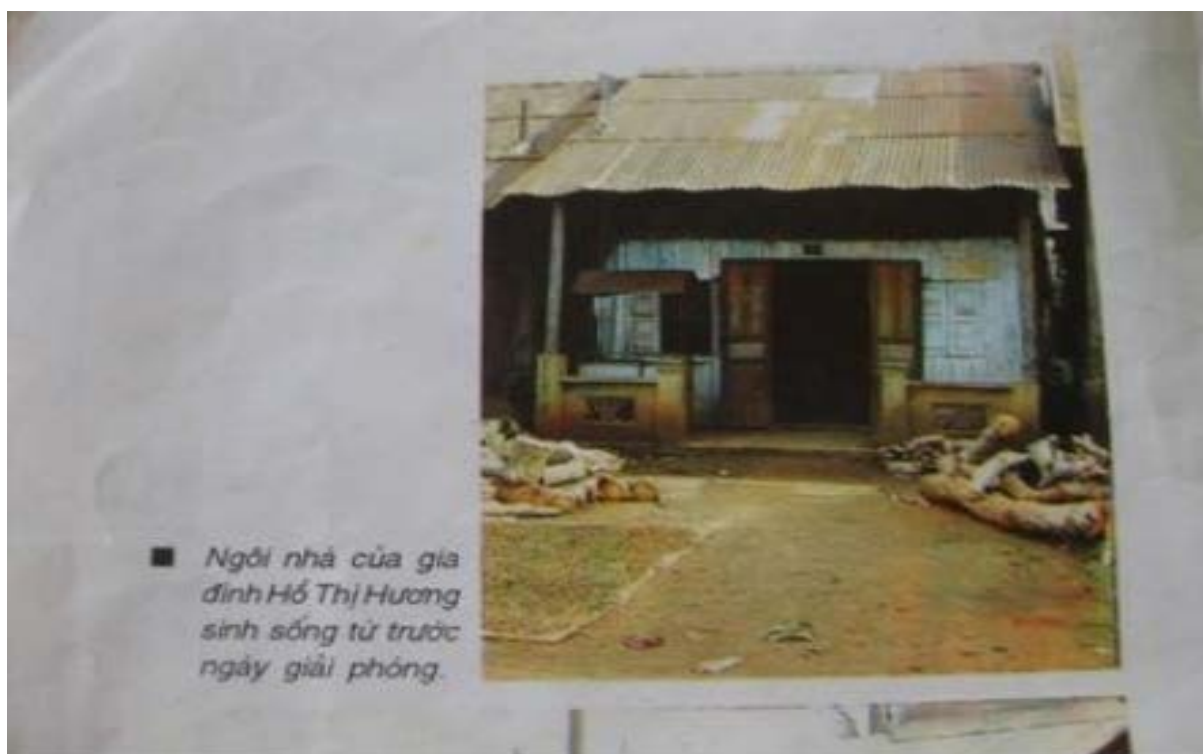 Ngôi nhà của gia
đình Hồ Thị Hương
sinh sống từ trước
ngày giải phóng.